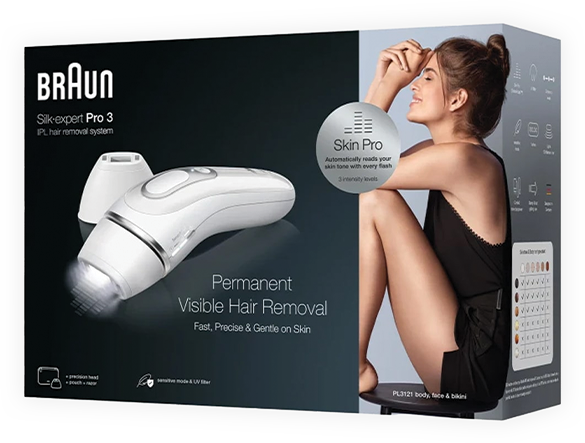 BRAUN
Silk·expert Pro 3
IPL hair removal system
Skin Pro
Automatically reads your
skin tone with every flash
3 intensity levels
Permanent
Visible Hair Removal
Fast, Precise & Gentle on Skin
+ precision head
+ pouch + razor
sensitive mode & UV filter
PL3121 body, face & bikini